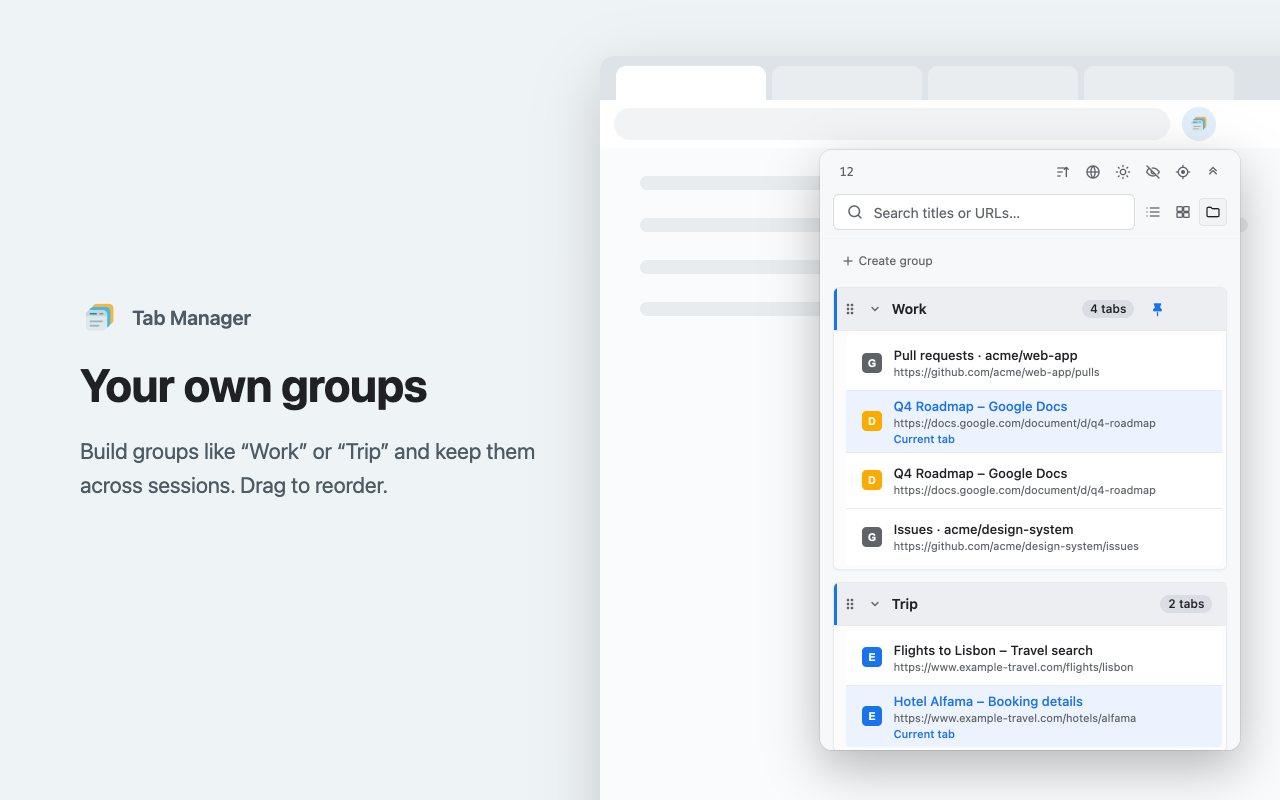 Tab Manager
Your own groups
Build groups like “Work” or “Trip” and keep them
across sessions. Drag to reorder.
12
Search titles or URLs...
Create group
Work
4 tabs
G
Pull requests · acme/web-app
https://github.com/acme/web-app/pulls
D
Q4 Roadmap – Google Docs
https://docs.google.com/document/d/q4-roadmap
Current tab
D
Q4 Roadmap – Google Docs
https://docs.google.com/document/d/q4-roadmap
G
Issues · acme/design-system
https://github.com/acme/design-system/issues
Trip
2 tabs
E
Flights to Lisbon – Travel search
https://www.example-travel.com/flights/lisbon
E
Hotel Alfama – Booking details
https://www.example-travel.com/hotels/alfama
Current tab